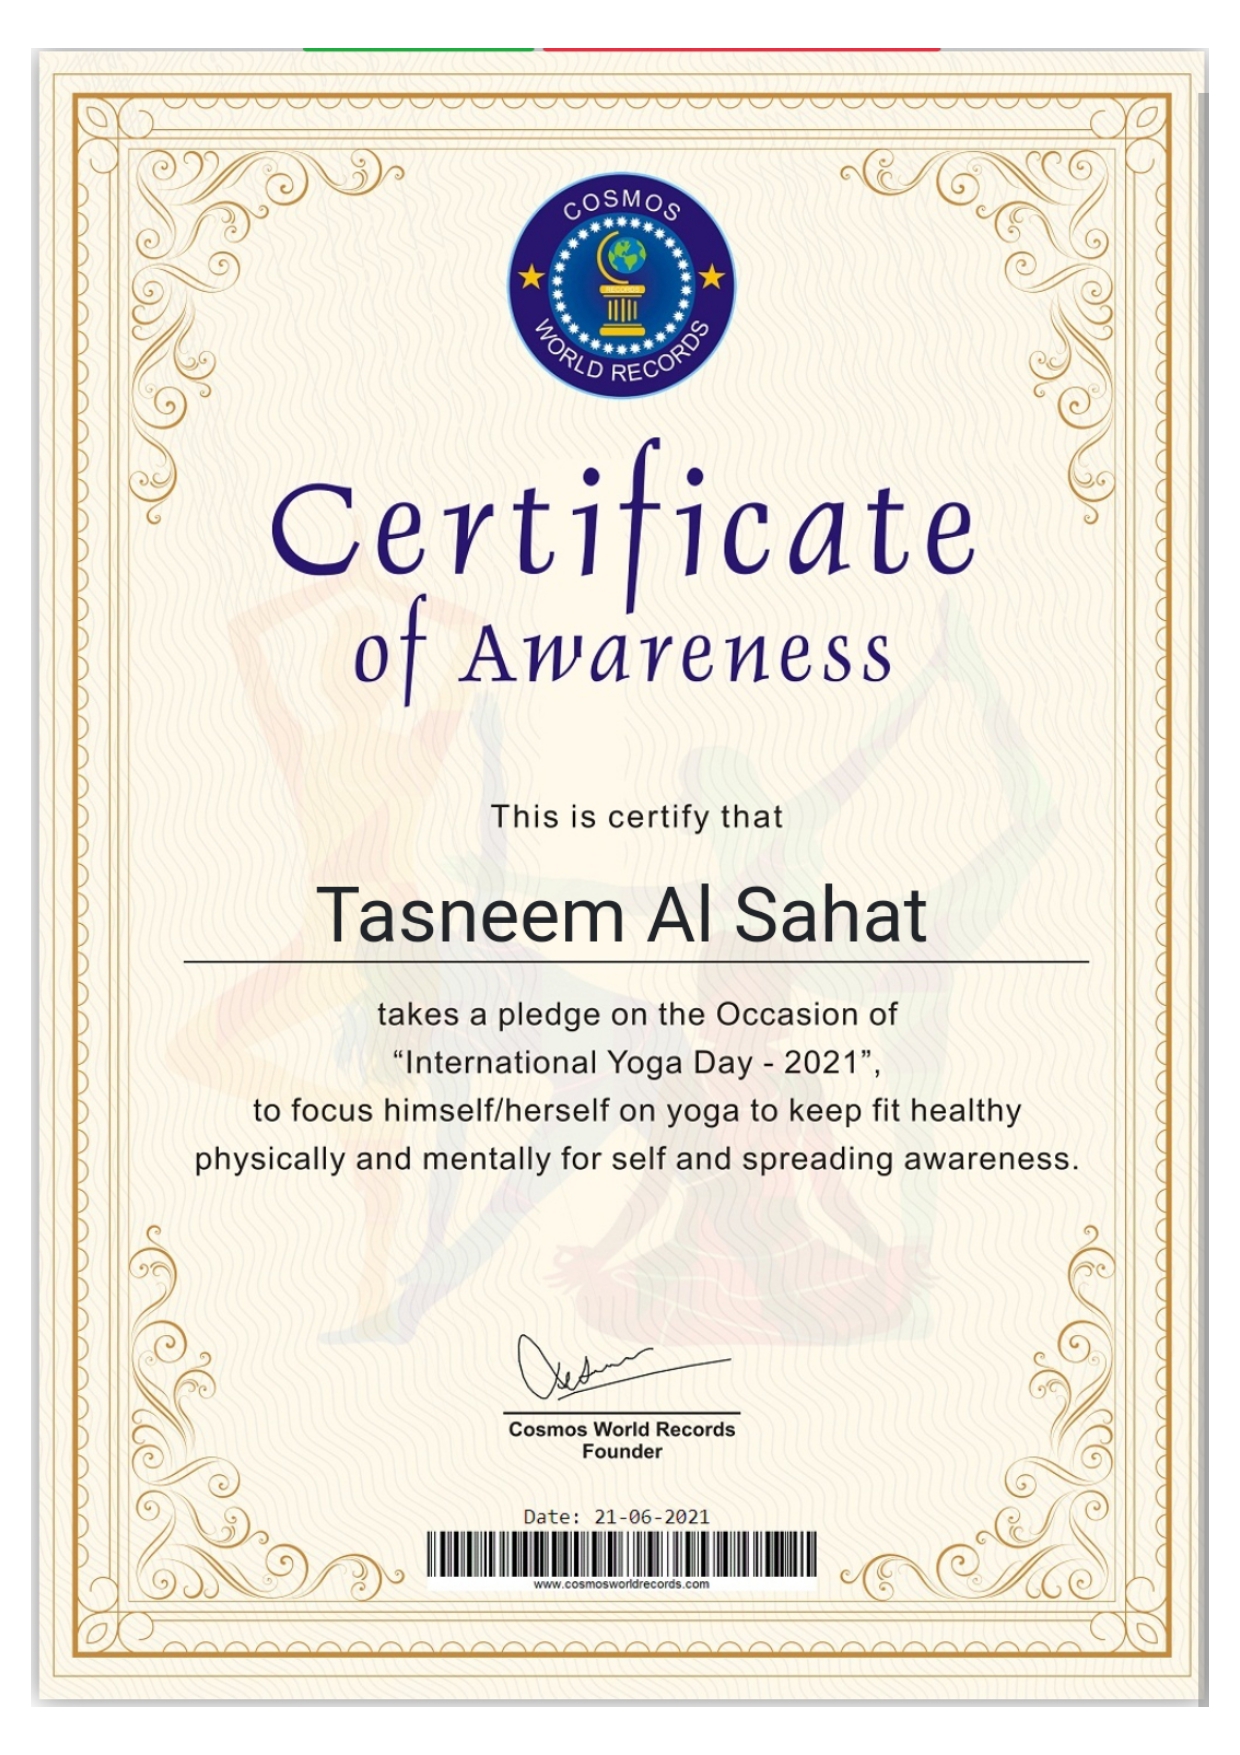 COSMOS
RECORDS
WORLD RECORDS
Certificate
of Awareness
This is certify that
Tasneem Al Sahat
takes a pledge on the Occasion of
“International Yoga Day - 2021”,
to focus himself/herself on yoga to keep fit healthy
physically and mentally for self and spreading awareness.
Cosmos World Records
Founder
Date: 21-06-2021
www.cosmosworldrecords.com